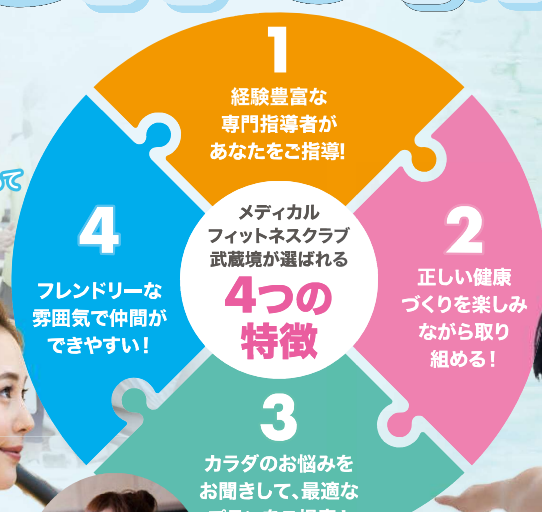 1
経験豊富な
専門指導者が
あなたをご指導!
メディカル
フィットネスクラブ
武蔵境が選ばれる
4つの
特徴
2
正しい健康
づくりを楽しみ
ながら取り
組める!
3
カラダのお悩みを
お聞きして、最適な
4
フレンドリーな
雰囲気で仲間が
できやすい!